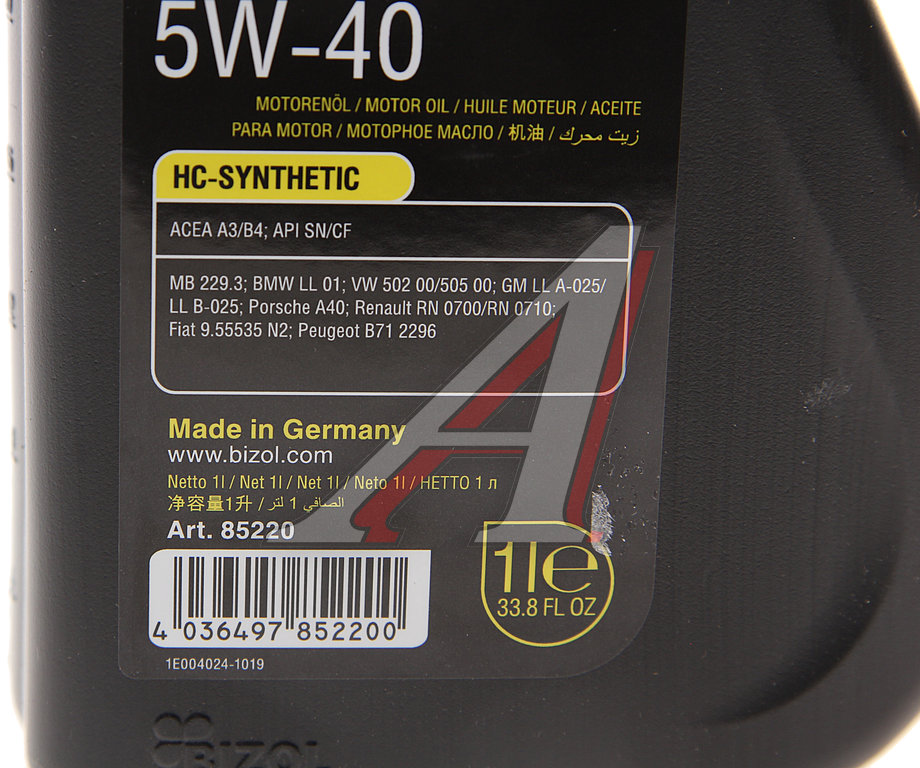 5W-40
MOTORENÖL / MOTOR OIL / HUILE MOTEUR / ACEITE
PARA MOTOR / МОТОРНОЕ МАСЛО / 机油 / زيت محرك
HC-SYNTHETIC
ACEA A3/B4; API SN/CF
MB 229.3; BMW LL 01; VW 502 00/505 00; GM LL A-025/
LL B-025; Porsche A40; Renault RN 0700/RN 0710;
Fiat 9.55535 N2; Peugeot B71 2296
Made in Germany
www.bizol.com
Netto 1l / Net 1l / Net 1l / Neto 1l / НЕТТО 1 л
净容量1升 / الصافي 1 لتر
Art. 85220
4 036497 852200
1E004024-1019
1le
33.8 FL OZ
BIZOL